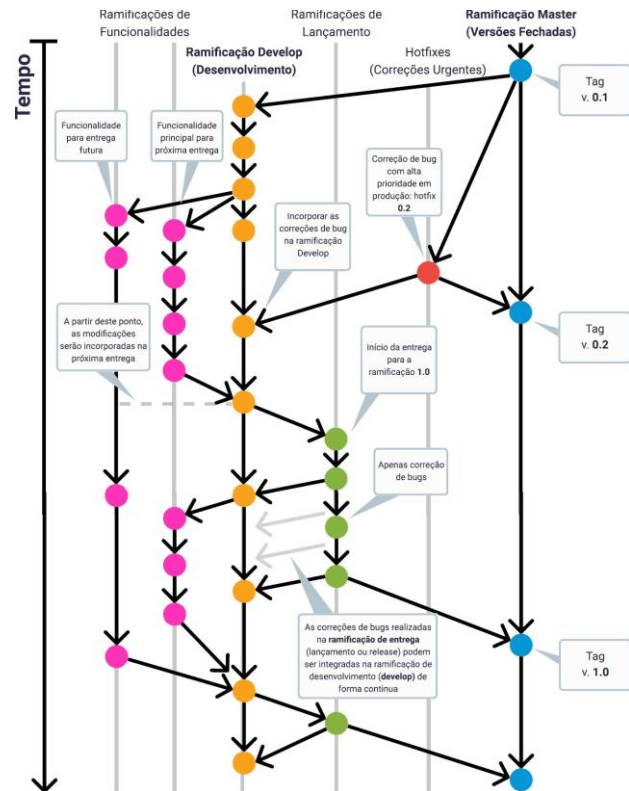 Ramificações de
Funcionalidades
Ramificação Develop
(Desenvolvimento)
Ramificações de
Lançamento
Hotfixes
(Correções Urgentes)
Ramificação Master
(Versões Fechadas)
Tempo
Tag
v. 0.1
Funcionalidade
para entrega
futura
Funcionalidade
principal para
próxima entrega
Correção de bug
com alta
prioridade em
produção: hotfix
0.2
Incorporar as
correções de bug
na ramificação
Develop
A partir deste ponto,
as modificações
serão incorporadas na
próxima entrega
Tag
v. 0.2
Início da entrega
para a
ramificação 1.0
Apenas correção
de bugs
As correções de bugs realizadas
na ramificação de entrega
(lançamento ou release) podem
ser integradas na ramificação de
desenvolvimento (develop) de
forma continua
Tag
v. 1.0